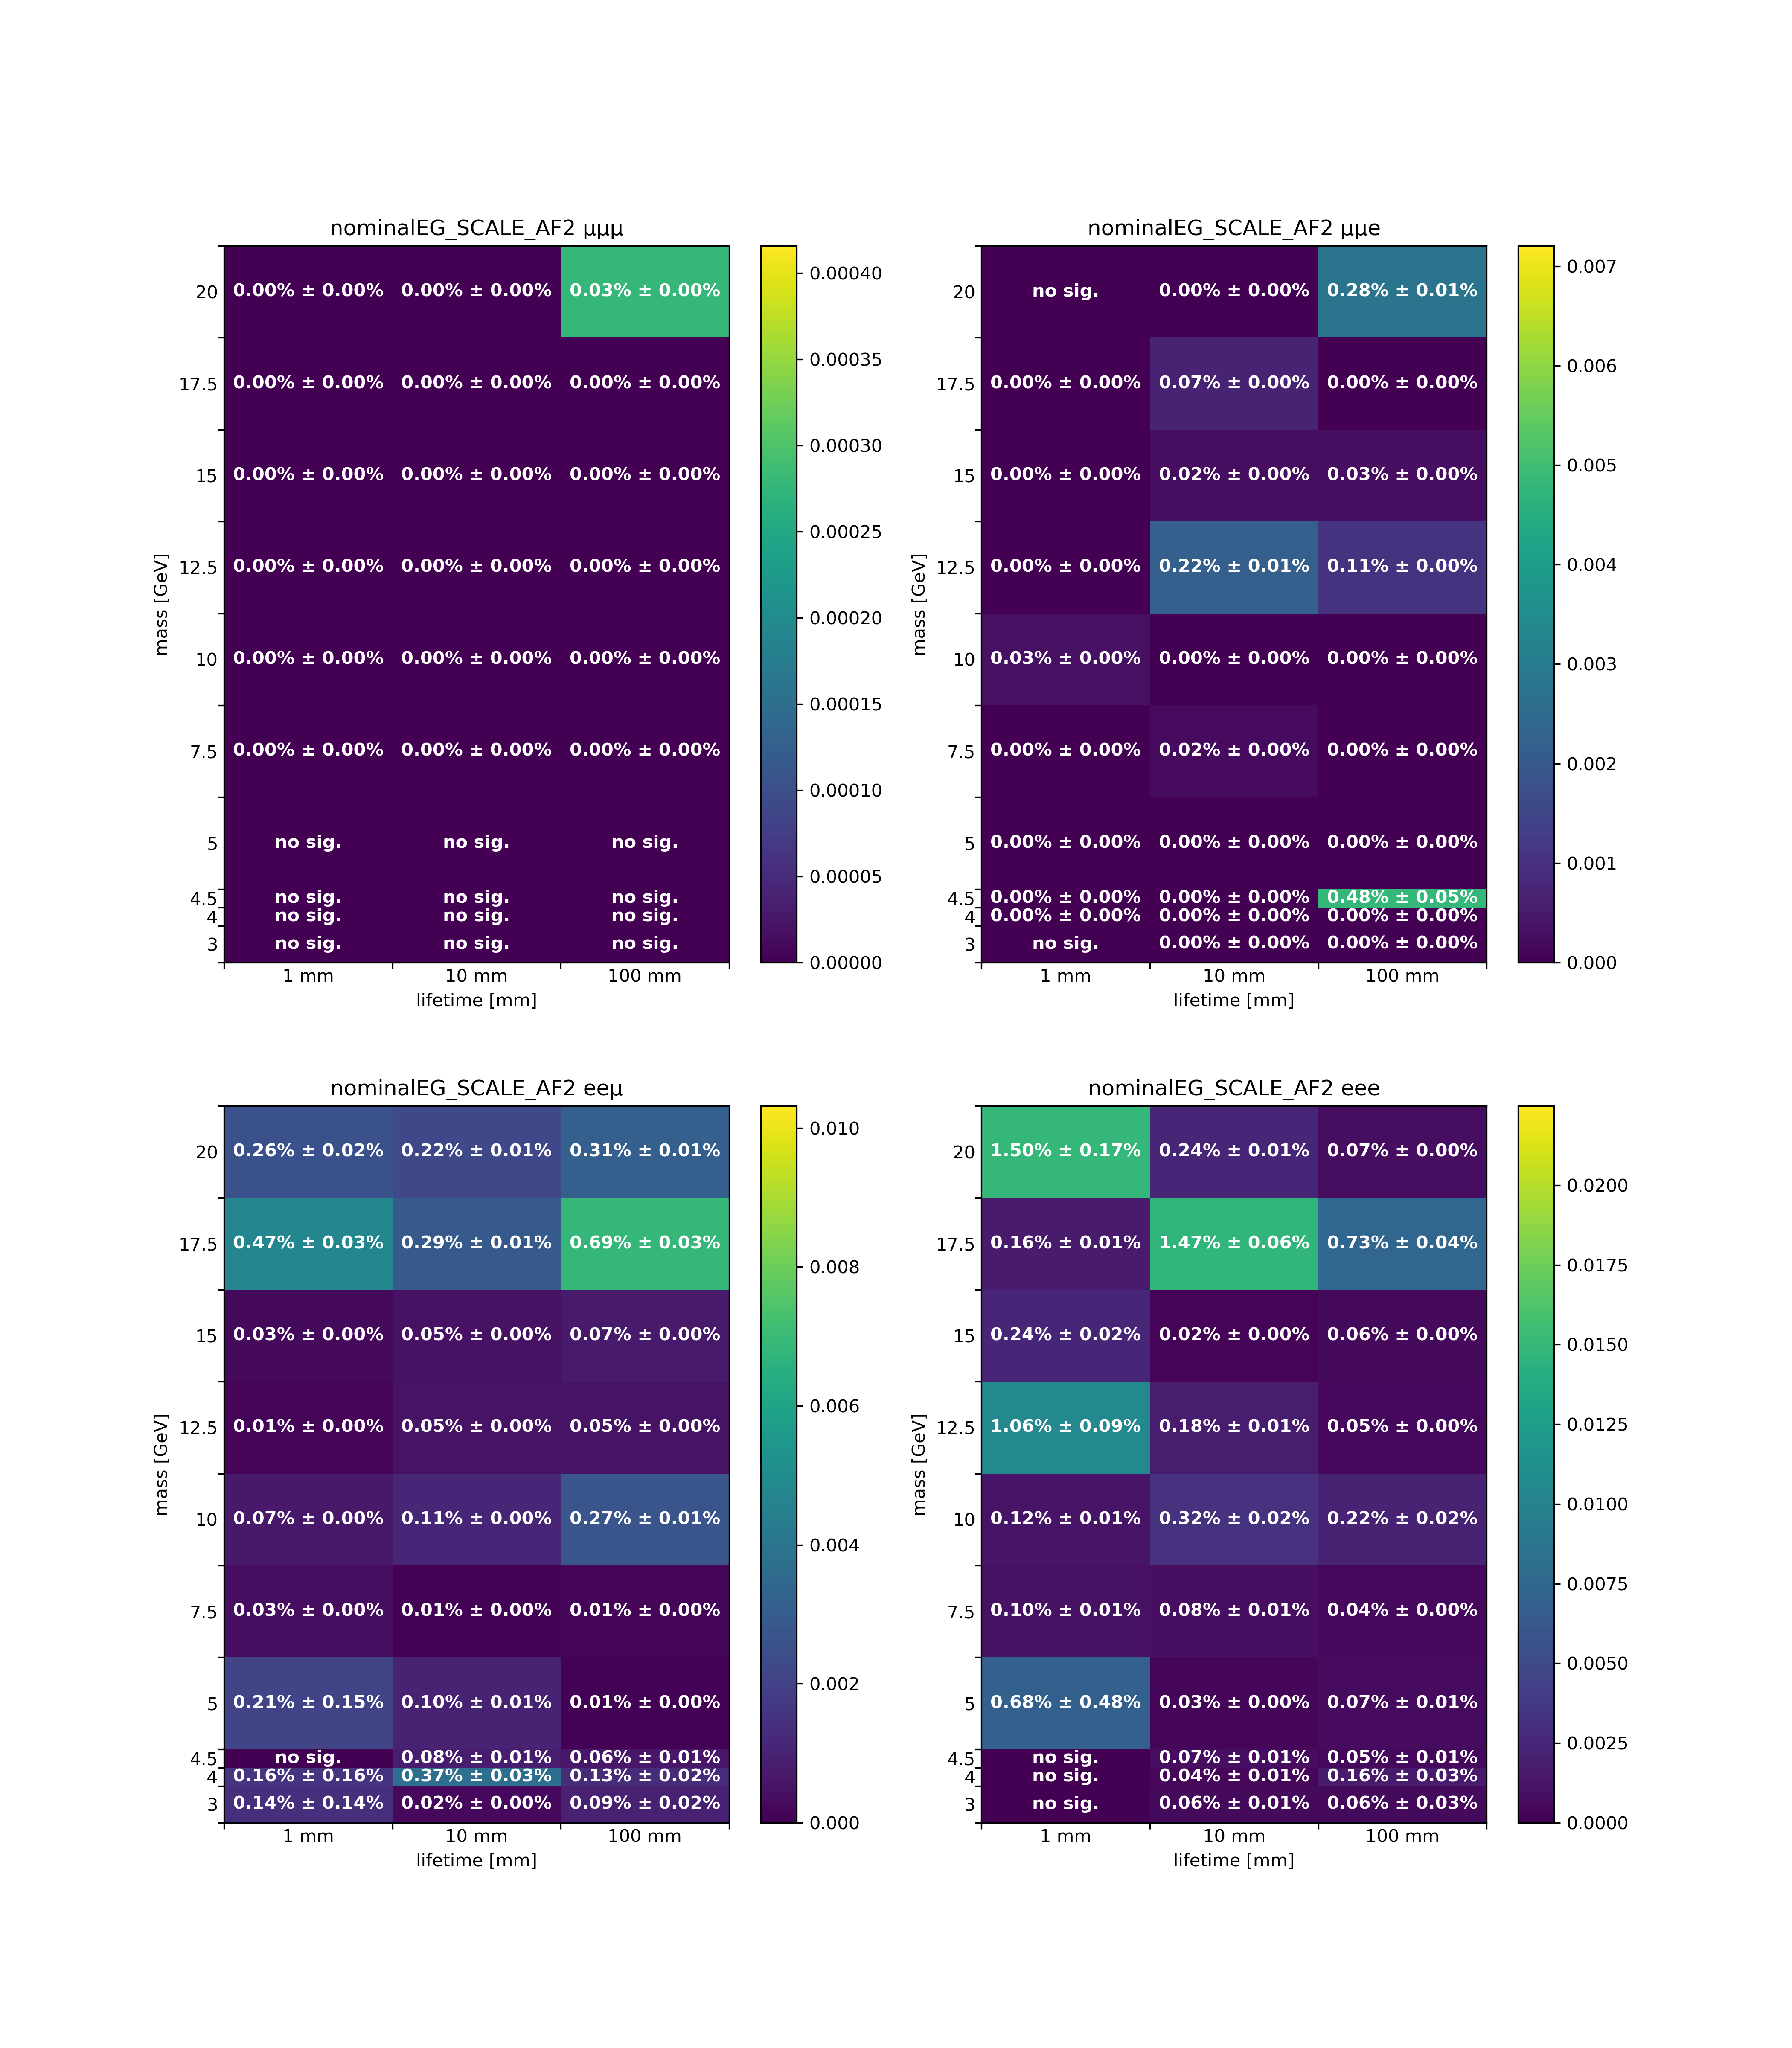 nominalEG_SCALE_AF2 μμμ
20 0.00% ± 0.00% 0.00% ± 0.00% 0.03% ± 0.00%
17.5 0.00% ± 0.00% 0.00% ± 0.00% 0.00% ± 0.00%
15 0.00% ± 0.00% 0.00% ± 0.00% 0.00% ± 0.00%
12.5 0.00% ± 0.00% 0.00% ± 0.00% 0.00% ± 0.00%
10 0.00% ± 0.00% 0.00% ± 0.00% 0.00% ± 0.00%
7.5 0.00% ± 0.00% 0.00% ± 0.00% 0.00% ± 0.00%
5 no sig. no sig. no sig.
4.5 no sig. no sig. no sig.
4 no sig. no sig. no sig.
3 no sig. no sig. no sig.
1 mm 10 mm 100 mm
lifetime [mm]
mass [GeV]
0.00040
0.00035
0.00030
0.00025
0.00020
0.00015
0.00010
0.00005
0.00000
nominalEG_SCALE_AF2 μμe
20 no sig. 0.00% ± 0.00% 0.28% ± 0.01%
17.5 0.00% ± 0.00% 0.07% ± 0.00% 0.00% ± 0.00%
15 0.00% ± 0.00% 0.02% ± 0.00% 0.03% ± 0.00%
12.5 0.00% ± 0.00% 0.22% ± 0.01% 0.11% ± 0.00%
10 0.03% ± 0.00% 0.00% ± 0.00% 0.00% ± 0.00%
7.5 0.00% ± 0.00% 0.02% ± 0.00% 0.00% ± 0.00%
5 0.00% ± 0.00% 0.00% ± 0.00% 0.00% ± 0.00%
4.5 0.00% ± 0.00% 0.00% ± 0.00% 0.48% ± 0.05%
4 0.00% ± 0.00% 0.00% ± 0.00% 0.00% ± 0.00%
3 no sig. 0.00% ± 0.00% 0.00% ± 0.00%
1 mm 10 mm 100 mm
lifetime [mm]
mass [GeV]
0.007
0.006
0.005
0.004
0.003
0.002
0.001
0.000
nominalEG_SCALE_AF2 eeμ
20 0.26% ± 0.02% 0.22% ± 0.01% 0.31% ± 0.01%
17.5 0.47% ± 0.03% 0.29% ± 0.01% 0.69% ± 0.03%
15 0.03% ± 0.00% 0.05% ± 0.00% 0.07% ± 0.00%
12.5 0.01% ± 0.00% 0.05% ± 0.00% 0.05% ± 0.00%
10 0.07% ± 0.00% 0.11% ± 0.00% 0.27% ± 0.01%
7.5 0.03% ± 0.00% 0.01% ± 0.00% 0.01% ± 0.00%
5 0.21% ± 0.15% 0.10% ± 0.01% 0.01% ± 0.00%
4.5 no sig. 0.08% ± 0.01% 0.06% ± 0.01%
4 0.16% ± 0.16% 0.37% ± 0.03% 0.13% ± 0.02%
3 0.14% ± 0.14% 0.02% ± 0.00% 0.09% ± 0.02%
1 mm 10 mm 100 mm
lifetime [mm]
mass [GeV]
0.010
0.008
0.006
0.004
0.002
0.000
nominalEG_SCALE_AF2 eee
20 1.50% ± 0.17% 0.24% ± 0.01% 0.07% ± 0.00%
17.5 0.16% ± 0.01% 1.47% ± 0.06% 0.73% ± 0.04%
15 0.24% ± 0.02% 0.02% ± 0.00% 0.06% ± 0.00%
12.5 1.06% ± 0.09% 0.18% ± 0.01% 0.05% ± 0.00%
10 0.12% ± 0.01% 0.32% ± 0.02% 0.22% ± 0.02%
7.5 0.10% ± 0.01% 0.08% ± 0.01% 0.04% ± 0.00%
5 0.68% ± 0.48% 0.03% ± 0.00% 0.07% ± 0.01%
4.5 no sig. 0.07% ± 0.01% 0.05% ± 0.01%
4 no sig. 0.04% ± 0.01% 0.16% ± 0.03%
3 no sig. 0.06% ± 0.01% 0.06% ± 0.03%
1 mm 10 mm 100 mm
lifetime [mm]
mass [GeV]
0.0200
0.0175
0.0150
0.0125
0.0100
0.0075
0.0050
0.0025
0.0000